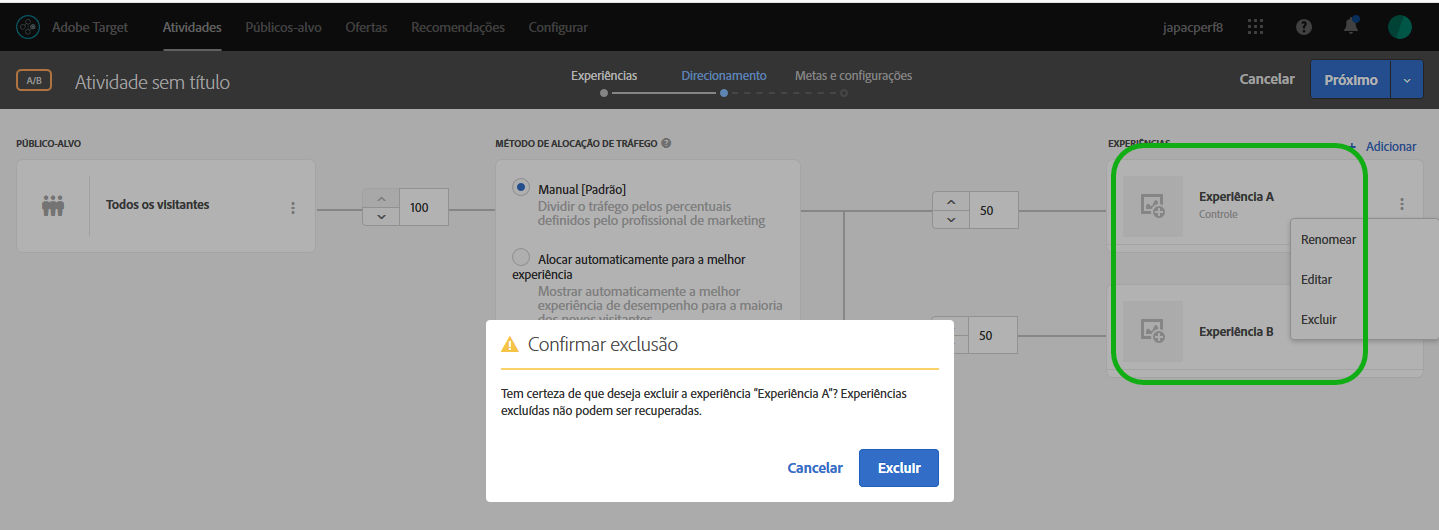 Adobe Target
Atividades
Públicos-alvo
Ofertas
Recomendações
Configurar
japacperf8
A/B
Atividade sem título
Experiências
Direcionamento
Metas e configurações
Cancelar
Próximo
PÚBLICO-ALVO
MÉTODO DE ALOCAÇÃO DE TRÁFEGO
EXPERIÊNCIAS
+ Adicionar
Todos os visitantes
100
Manual [Padrão]
Dividir o tráfego pelos percentuais
definidos pelo profissional de marketing
Alocar automaticamente para a melhor
experiência
Mostrar automaticamente a melhor
experiência de desempenho para a maioria
dos novos visitantes
50
Experiência A
Controle
Renomear
Editar
Excluir
50
Experiência B
Confirmar exclusão
Tem certeza de que deseja excluir a experiência "Experiência A"? Experiências
excluídas não podem ser recuperadas.
Cancelar
Excluir